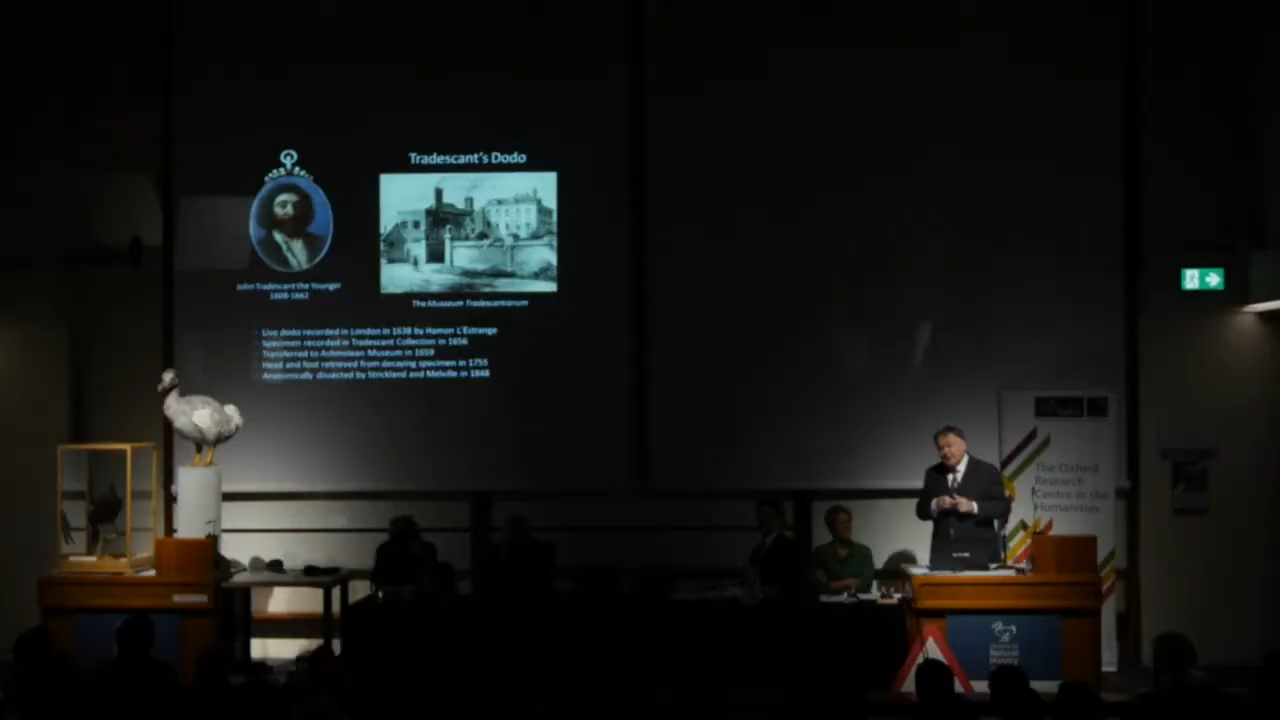 Tradescant's Dodo
John Tradescant the Younger
1608-1662
The Museum Tradescantianum
Live dodo recorded in London in 1638 by Hamon L'Estrange
Specimen recorded in Tradescant Collection in 1656
Transferred to Ashmolean Museum in 1659
Head and foot retrieved from decaying specimen in 1755
Anatomically dissected by Strickland and Melville in 1848
The Oxford
Research
Centre in the
Humanities
Natural
History